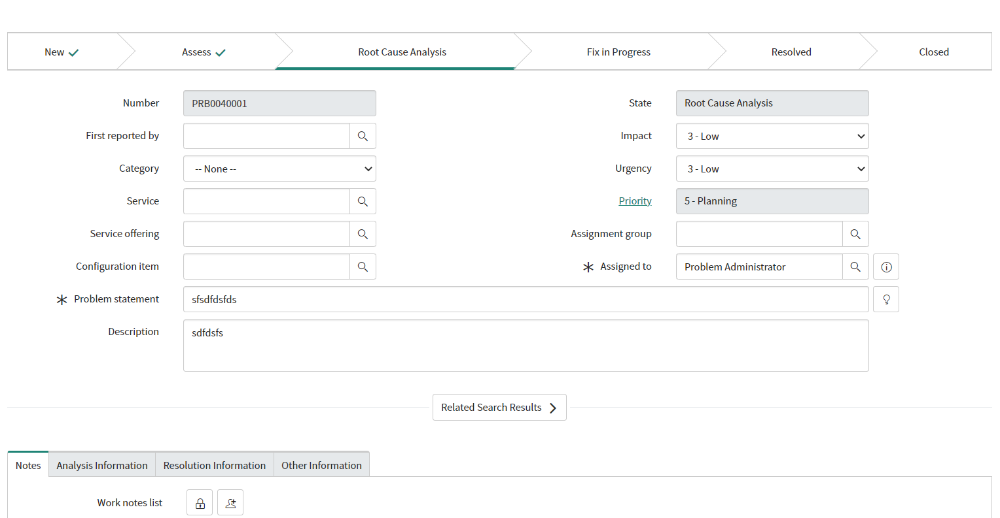 New Assess Root Cause Analysis Fix in Progress Resolved Closed
Number PRB0040001 State Root Cause Analysis
First reported by Impact 3 - Low
Category -- None -- Urgency 3 - Low
Service Priority 5 - Planning
Service offering Assignment group
Configuration item Assigned to Problem Administrator
Problem statement sfsdfdsfds
Description sdfdsfs
Related Search Results
Notes Analysis Information Resolution Information Other Information
Work notes list